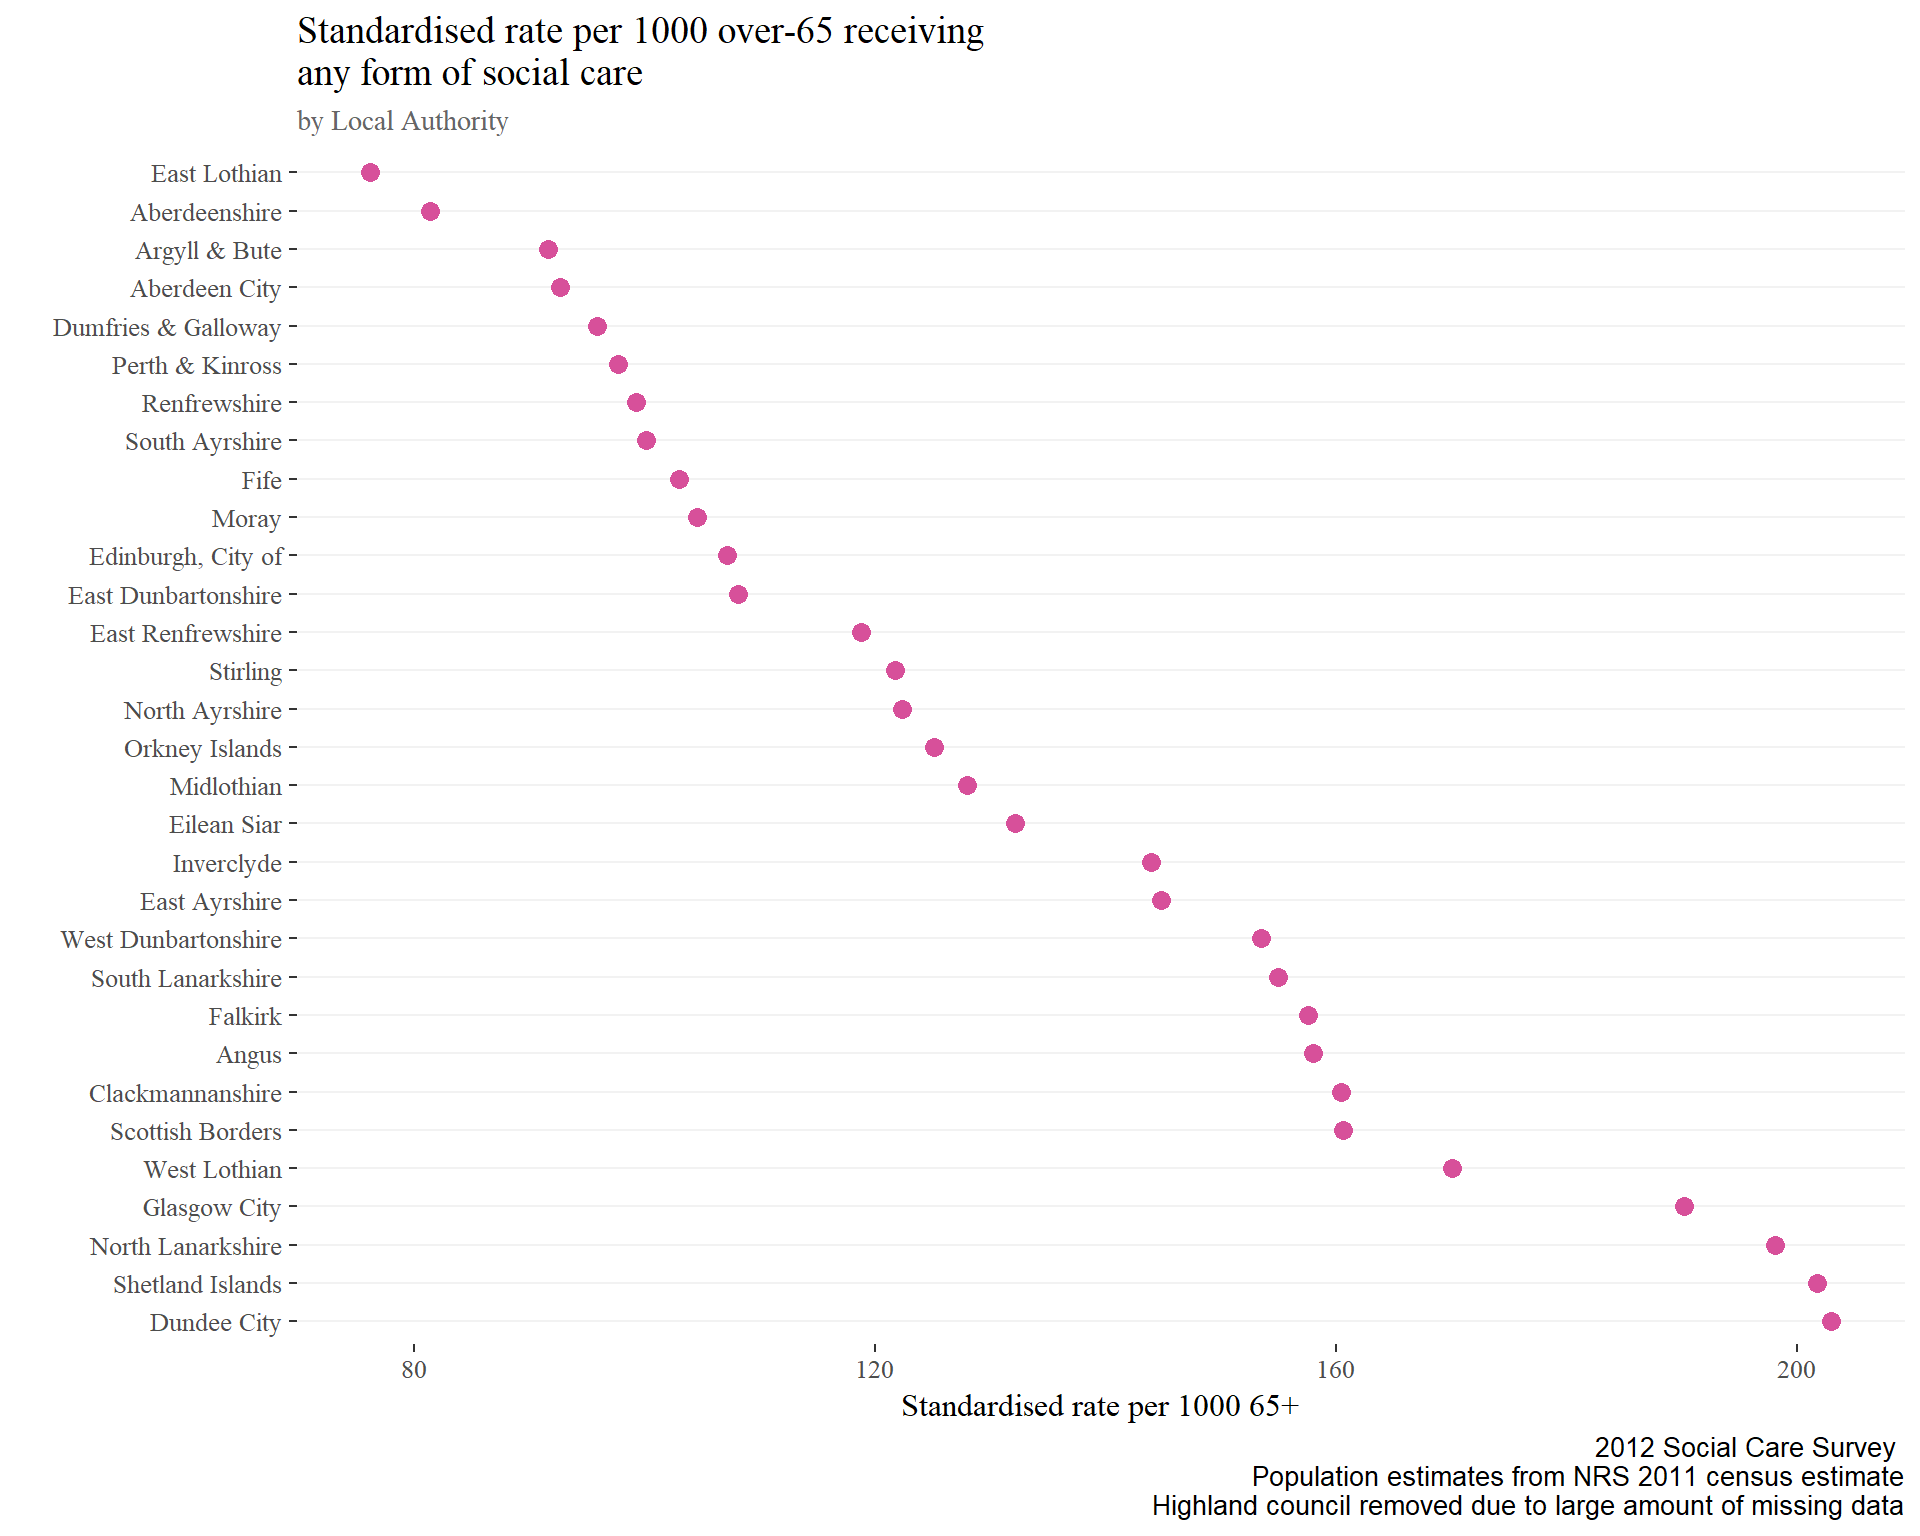 Standardised rate per 1000 over-65 receiving
any form of social care
by Local Authority
East Lothian
Aberdeenshire
Argyll & Bute
Aberdeen City
Dumfries & Galloway
Perth & Kinross
Renfrewshire
South Ayrshire
Fife
Moray
Edinburgh, City of
East Dunbartonshire
East Renfrewshire
Stirling
North Ayrshire
Orkney Islands
Midlothian
Eilean Siar
Inverclyde
East Ayrshire
West Dunbartonshire
South Lanarkshire
Falkirk
Angus
Clackmannanshire
Scottish Borders
West Lothian
Glasgow City
North Lanarkshire
Shetland Islands
Dundee City
80 120 160 200
Standardised rate per 1000 65+
2012 Social Care Survey
Population estimates from NRS 2011 census estimate
Highland council removed due to large amount of missing data